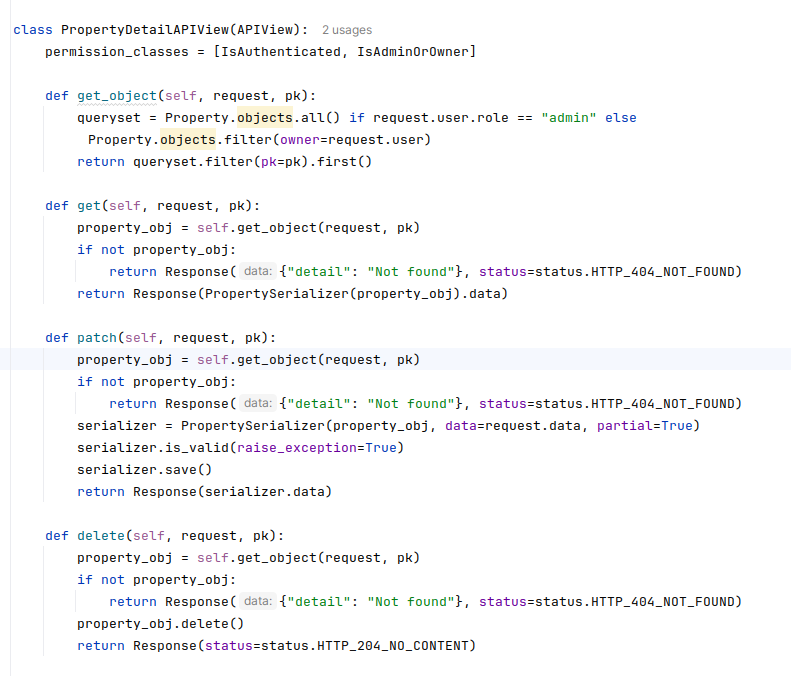 class PropertyDetailAPIView(APIView): 2 usages
    permission_classes = [IsAuthenticated, IsAdminOrOwner]
    def get_object(self, request, pk):
        queryset = Property.objects.all() if request.user.role == "admin" else
         Property.objects.filter(owner=request.user)
        return queryset.filter(pk=pk).first()
    def get(self, request, pk):
        property_obj = self.get_object(request, pk)
        if not property_obj:
            return Response( data: {"detail": "Not found"}, status=status.HTTP_404_NOT_FOUND)
        return Response(PropertySerializer(property_obj).data)
    def patch(self, request, pk):
        property_obj = self.get_object(request, pk)
        if not property_obj:
            return Response( data: {"detail": "Not found"}, status=status.HTTP_404_NOT_FOUND)
        serializer = PropertySerializer(property_obj, data=request.data, partial=True)
        serializer.is_valid(raise_exception=True)
        serializer.save()
        return Response(serializer.data)
    def delete(self, request, pk):
        property_obj = self.get_object(request, pk)
        if not property_obj:
            return Response( data: {"detail": "Not found"}, status=status.HTTP_404_NOT_FOUND)
        property_obj.delete()
        return Response(status=status.HTTP_204_NO_CONTENT)